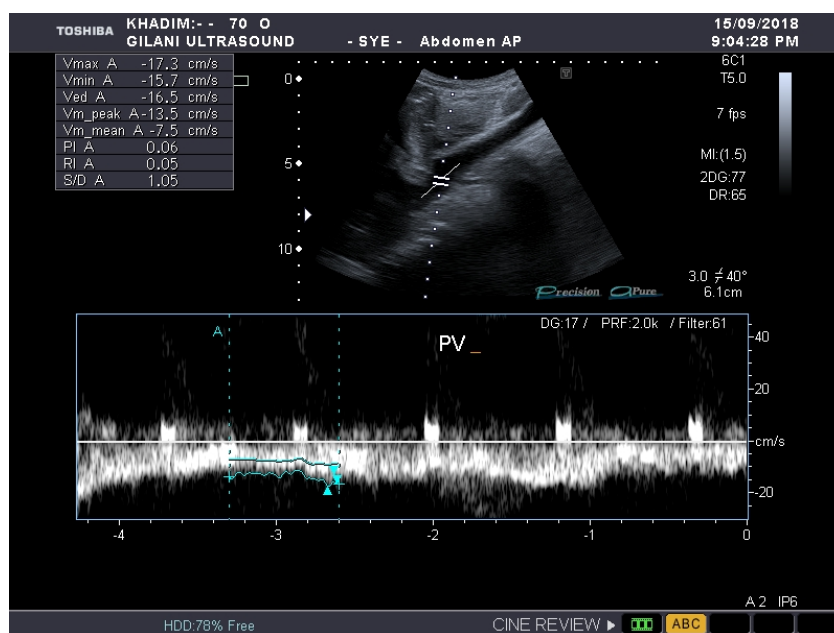 TOSHIBA KHADIM:- - 70 O 15/09/2018
GILANI ULTRASOUND - SYE - Abdomen AP 9:04:28 PM
Vmax A -17.3 cm/s
Vmin A -15.7 cm/s
Ved A -16.5 cm/s
Vm_peak A-13.5 cm/s
Vm_mean A -7.5 cm/s
PI A 0.06
RI A 0.05
S/D A 1.05
0
5
10
6C1
T5.0
7 fps
MI:(1.5)
2DG:77
DR:65
3.0 ≠ 40°
6.1cm
Precision APure
DG:17 / PRF:2.0k / Filter:61
A
PV _
-40
-20
-cm/s
-20
-4 -3 -2 -1 0
A 2 IP6
HDD:78% Free CINE REVIEW ▶ ABC